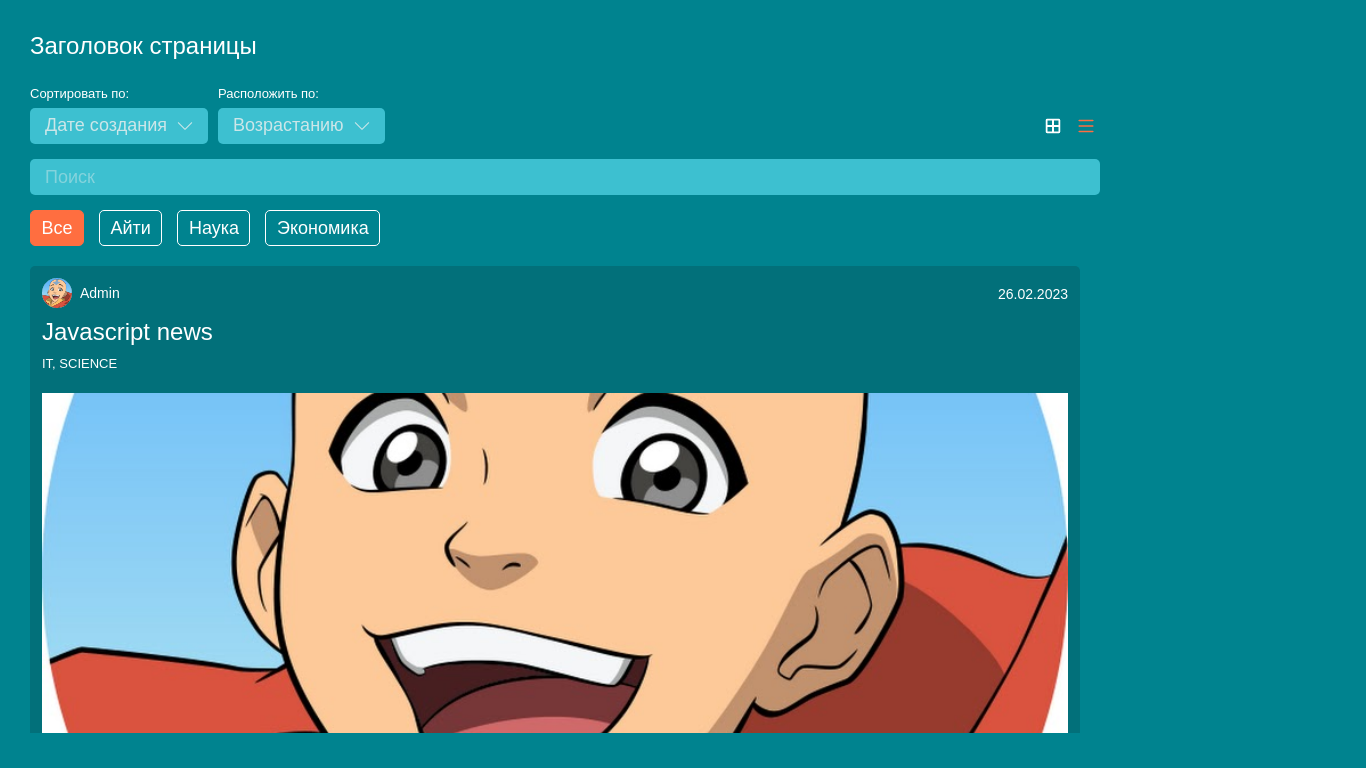 Заголовок страницы
Сортировать по: Расположить по:
Дате создания Возрастанию
Поиск
Все Айти Наука Экономика
Admin 26.02.2023
Javascript news
IT, SCIENCE